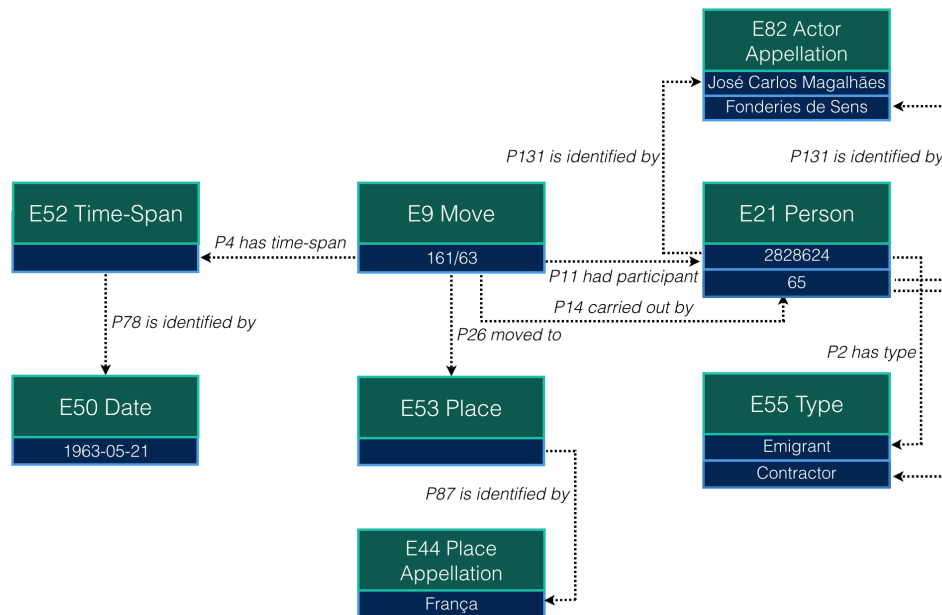 E82 Actor
Appellation
José Carlos Magalhães
Fonderies de Sens
P131 is identified by
P131 is identified by
E52 Time-Span
E9 Move
E21 Person
P4 has time-span
161/63
2828624
P11 had participant
65
P14 carried out by
P78 is identified by
P26 moved to
P2 has type
E50 Date
E53 Place
E55 Type
1963-05-21
Emigrant
Contractor
P87 is identified by
E44 Place
Appellation
França